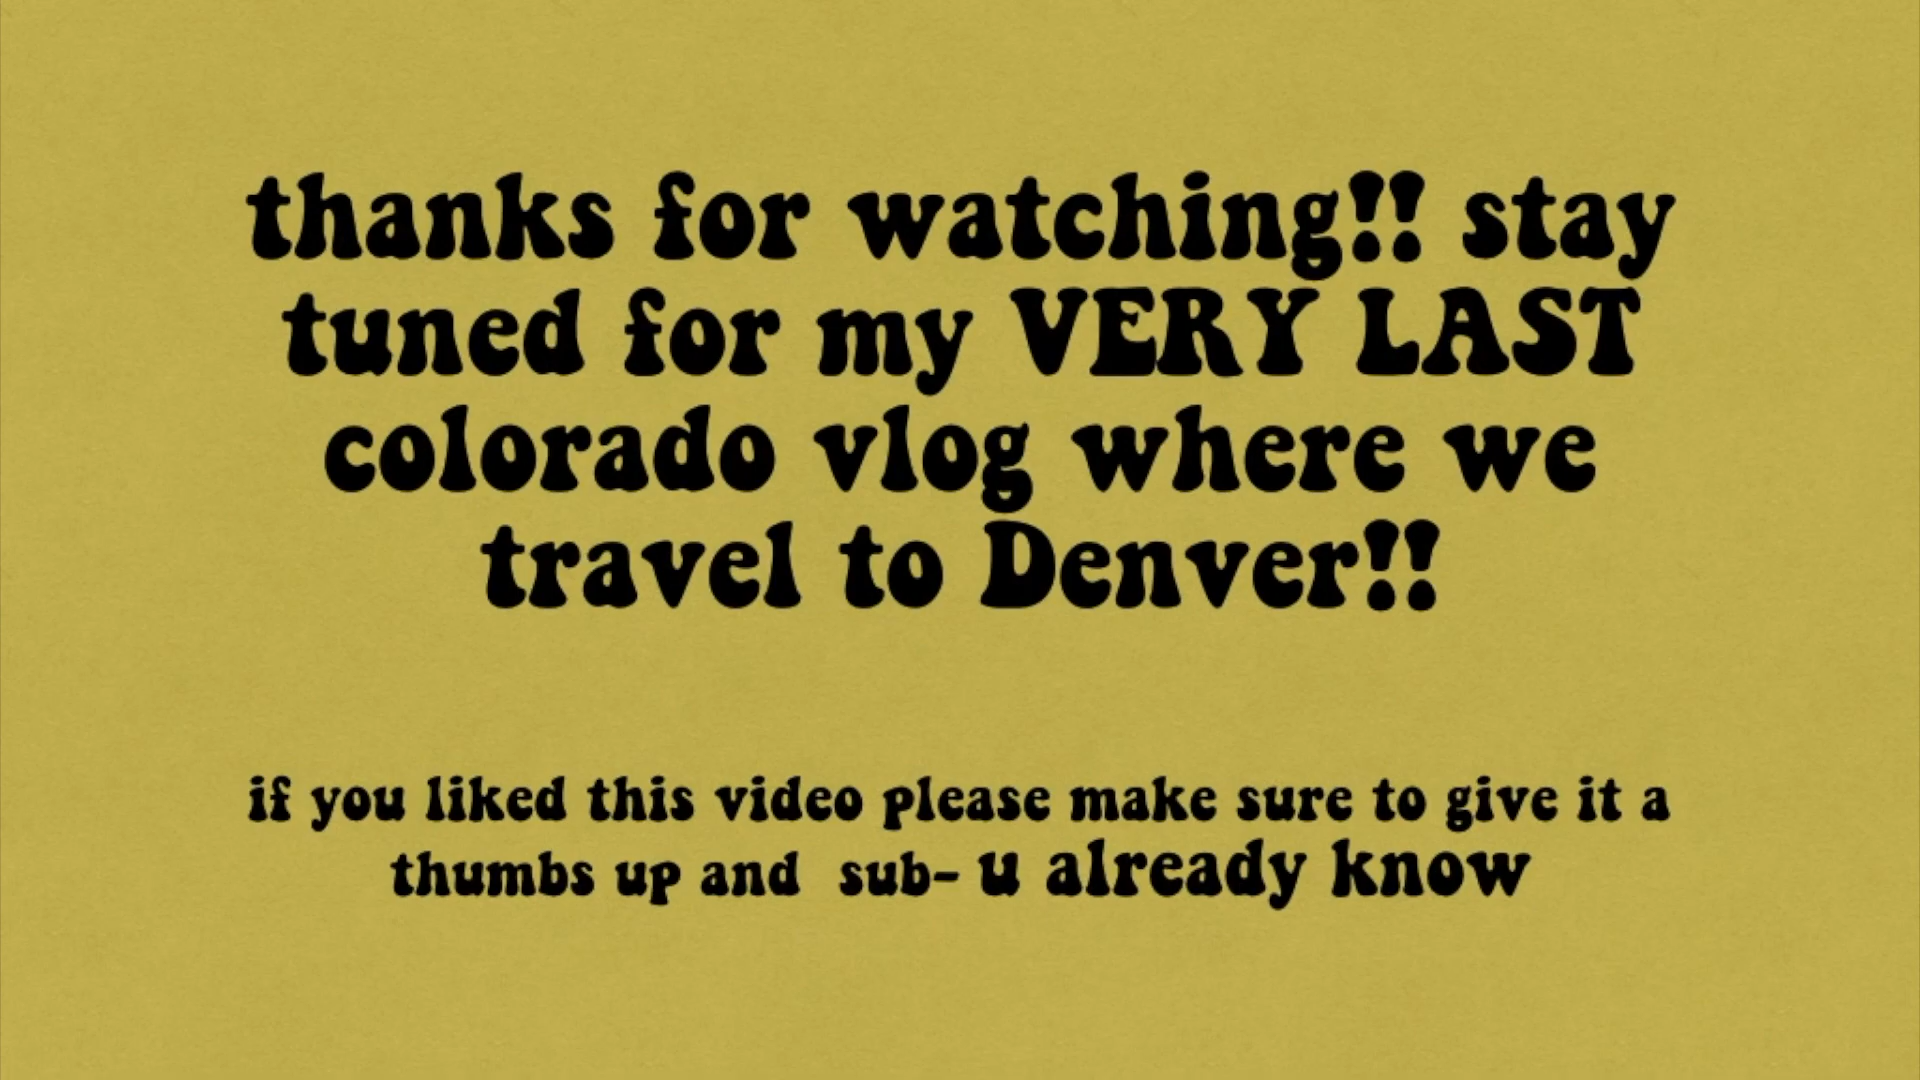 thanks for watching!! stay
tuned for my VERY LAST
colorado vlog where we
travel to Denver!!
if you liked this video please make sure to give it a
thumbs up and  sub- u already know